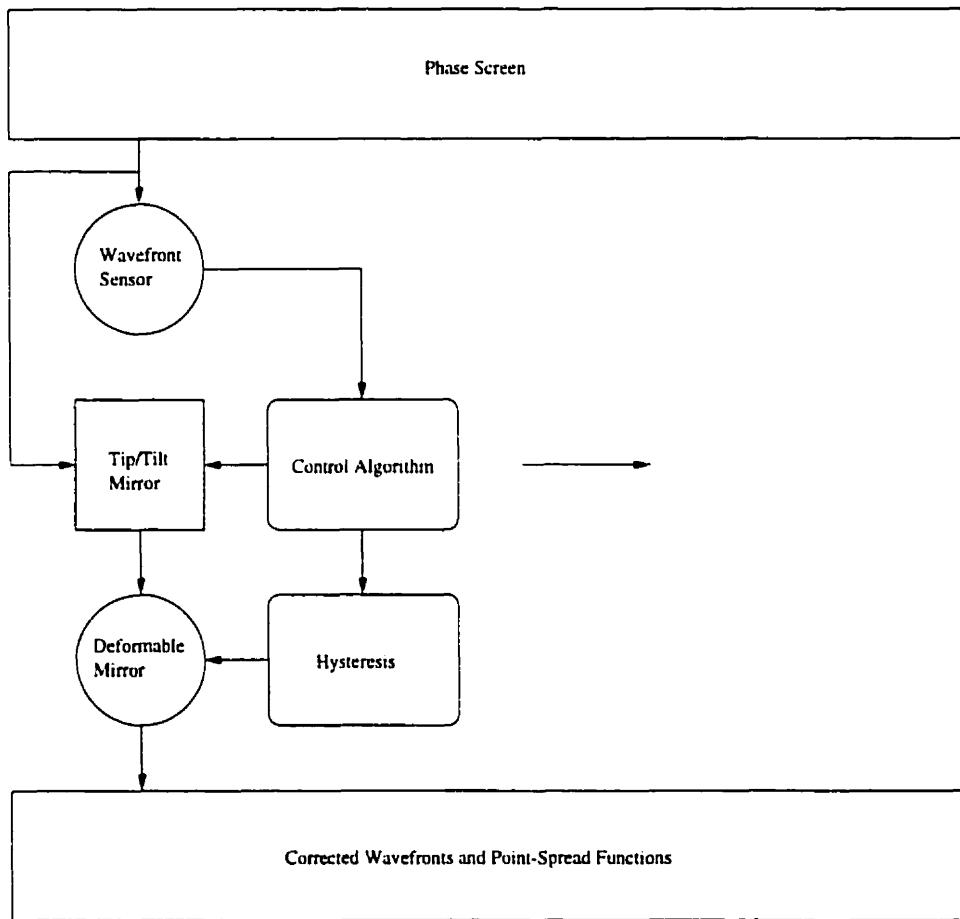 Phase Screen
Wavefront
Sensor
Tip/Tilt
Mirror
Control Algorithm
Deformable
Mirror
Hysteresis
Corrected Wavefronts and Point-Spread Functions